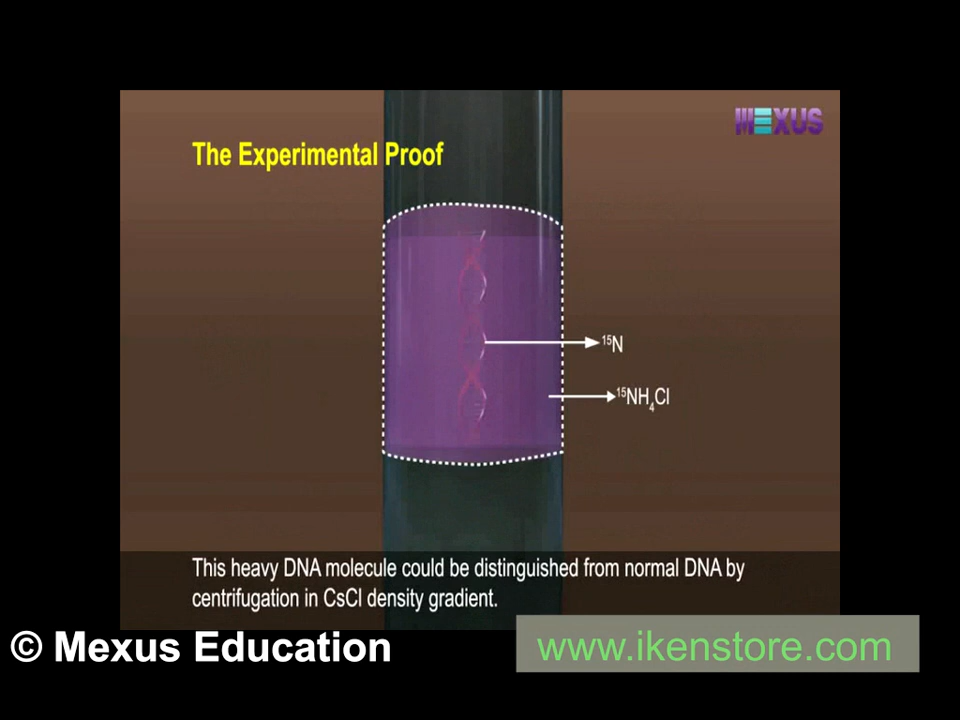 MEXUS
The Experimental Proof
¹⁵N
¹⁵NH₄Cl
This heavy DNA molecule could be distinguished from normal DNA by
centrifugation in CsCl density gradient.
© Mexus Education
www.ikenstore.com